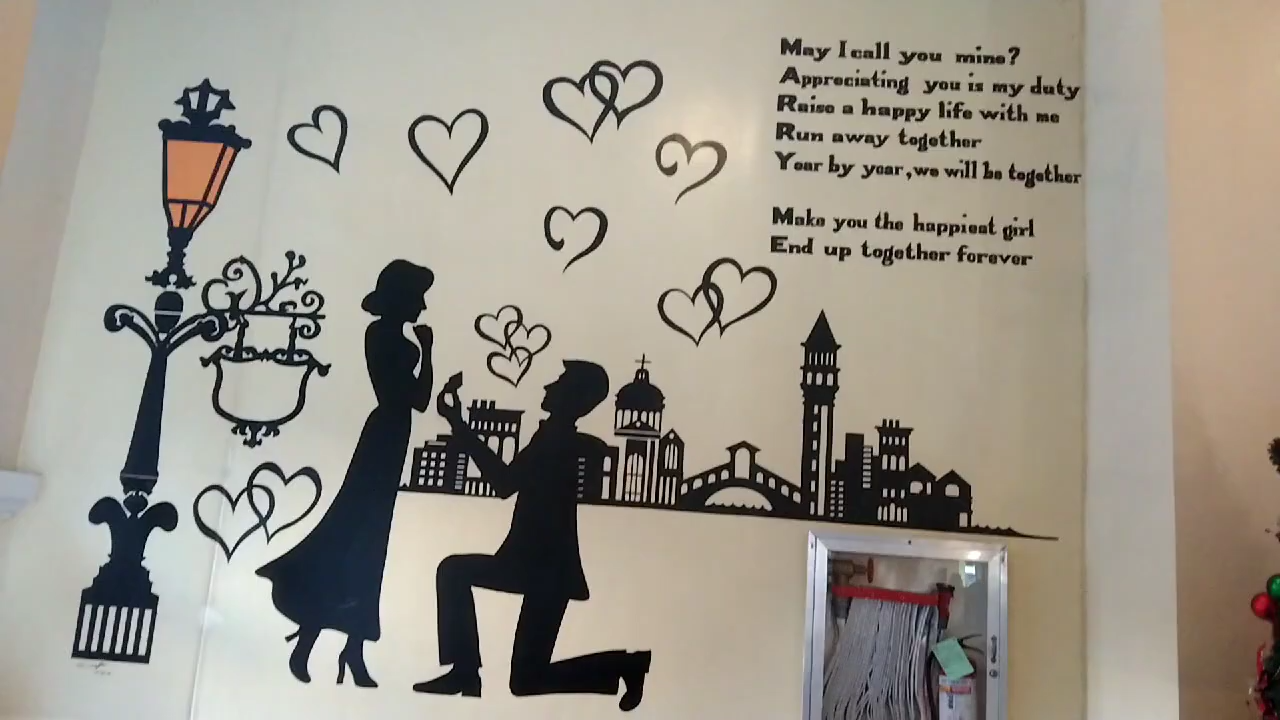 May I call you mine?
Appreciating you is my duty
Raise a happy life with me
Run away together
Year by year,we will be together
Make you the happiest girl
End up together forever